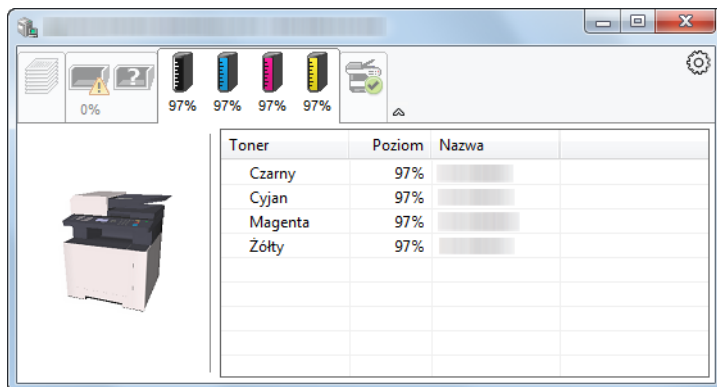 ?
0% 97% 97% 97% 97%
Toner Poziom Nazwa
Czarny 97%
Cyjan 97%
Magenta 97%
Żółty 97%